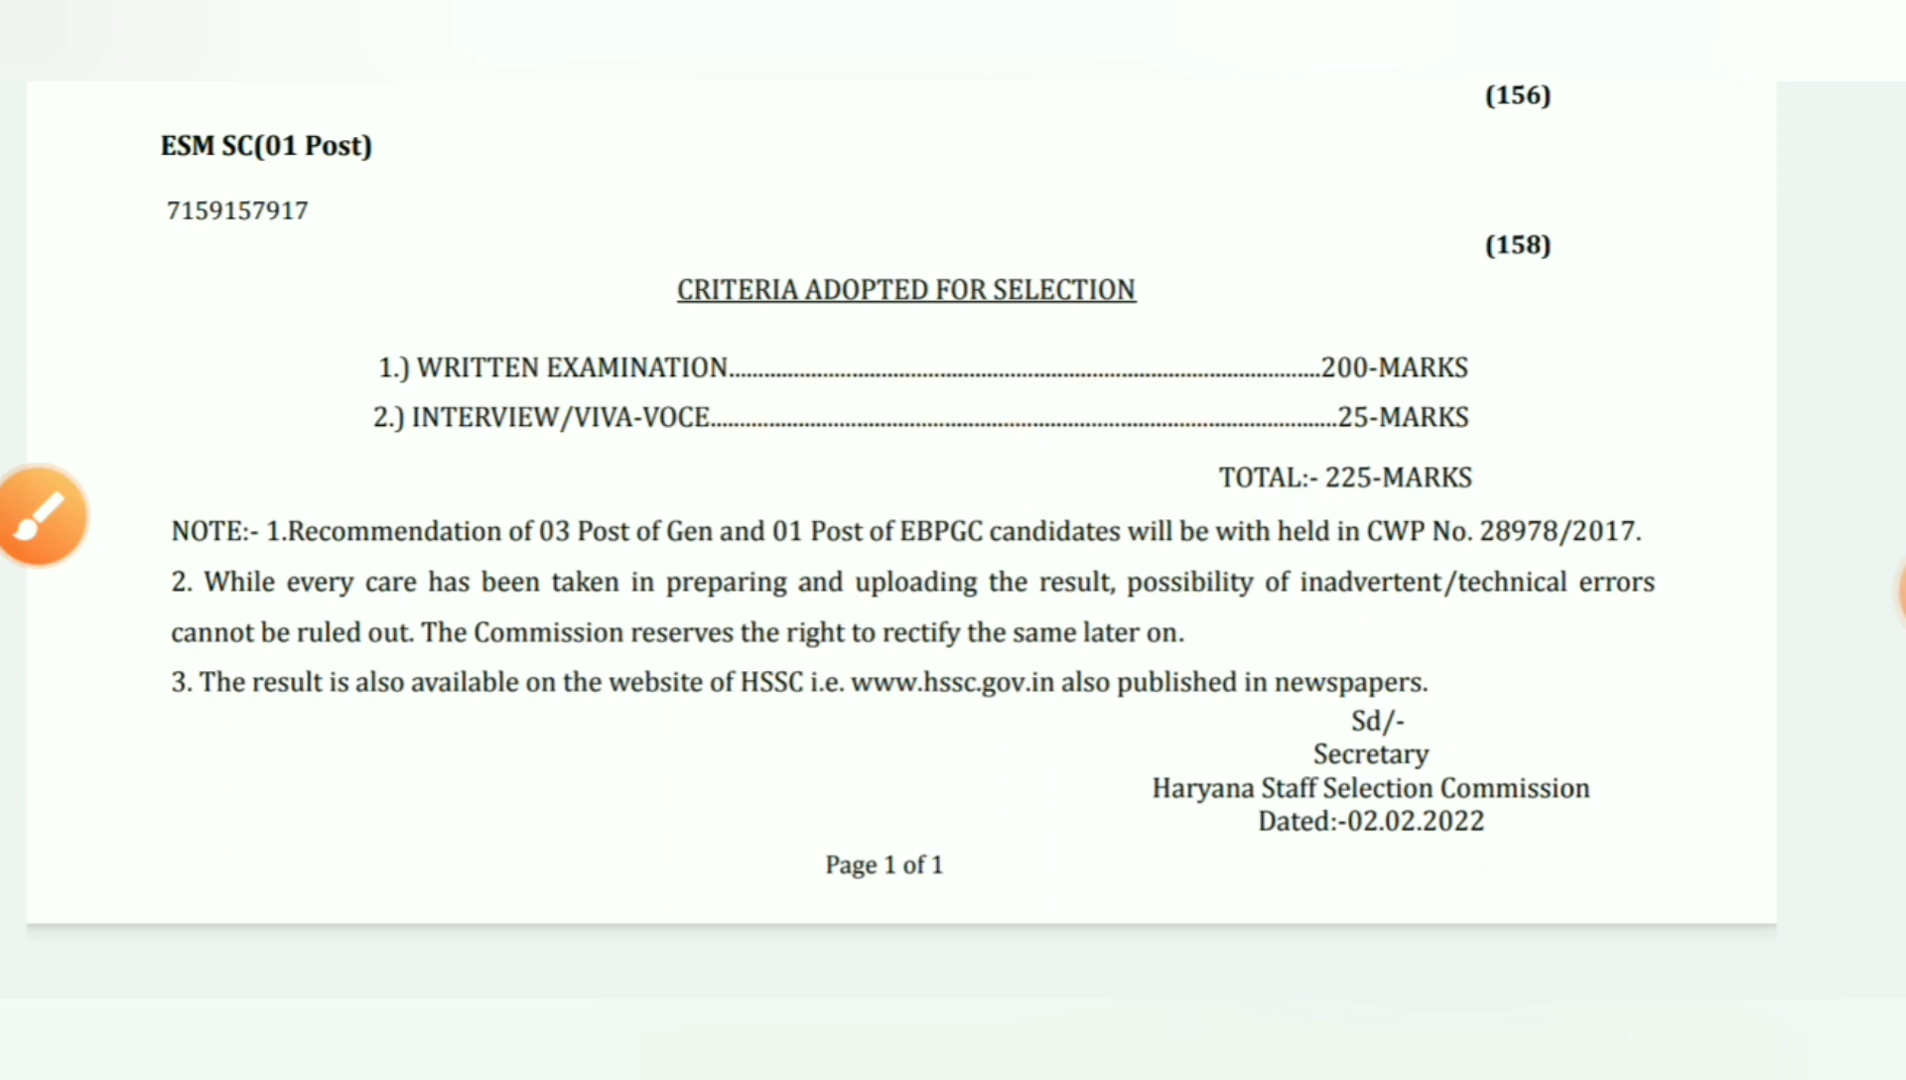 (156)
ESM SC(01 Post)
7159157917
(158)
CRITERIA ADOPTED FOR SELECTION
1.) WRITTEN EXAMINATION....................................................................................................200-MARKS
2.) INTERVIEW/VIVA-VOCE..........................................................................................................25-MARKS
TOTAL:- 225-MARKS
NOTE:- 1.Recommendation of 03 Post of Gen and 01 Post of EBPGC candidates will be with held in CWP No. 28978/2017.
2. While every care has been taken in preparing and uploading the result, possibility of inadvertent/technical errors
cannot be ruled out. The Commission reserves the right to rectify the same later on.
3. The result is also available on the website of HSSC i.e. www.hssc.gov.in also published in newspapers.
Sd/-
Secretary
Haryana Staff Selection Commission
Dated:-02.02.2022
Page 1 of 1